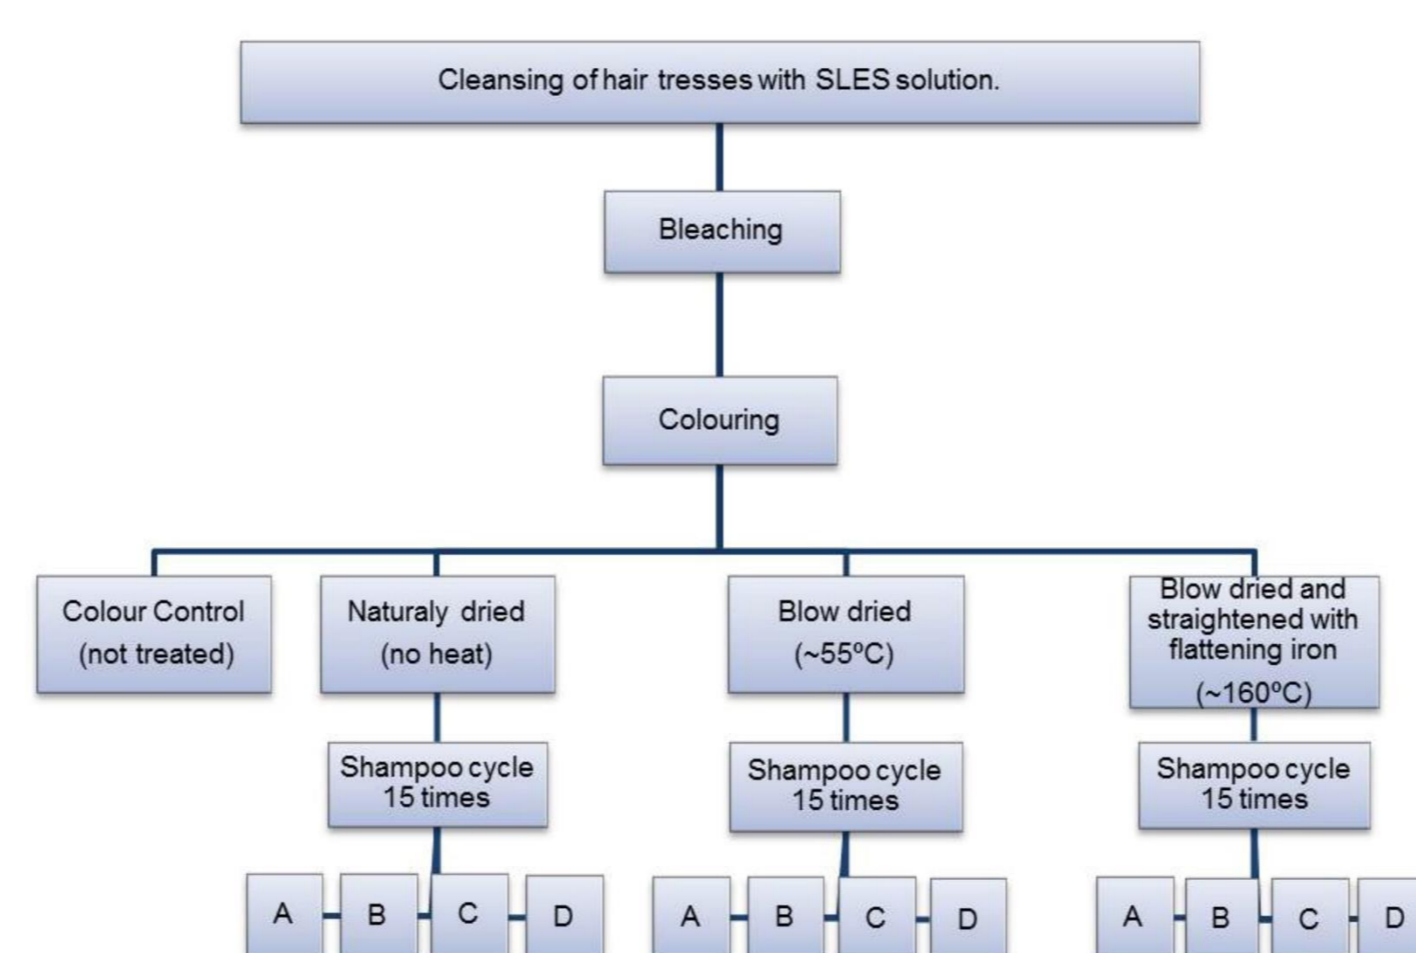 Cleansing of hair tresses with SLES solution.
Bleaching
Colouring
Colour Control
(not treated)
Naturaly dried
(no heat)
Blow dried
(~55ºC)
Blow dried and
straightened with
flattening iron
(~160ºC)
Shampoo cycle
15 times
Shampoo cycle
15 times
Shampoo cycle
15 times
A B C D
A B C D
A B C D